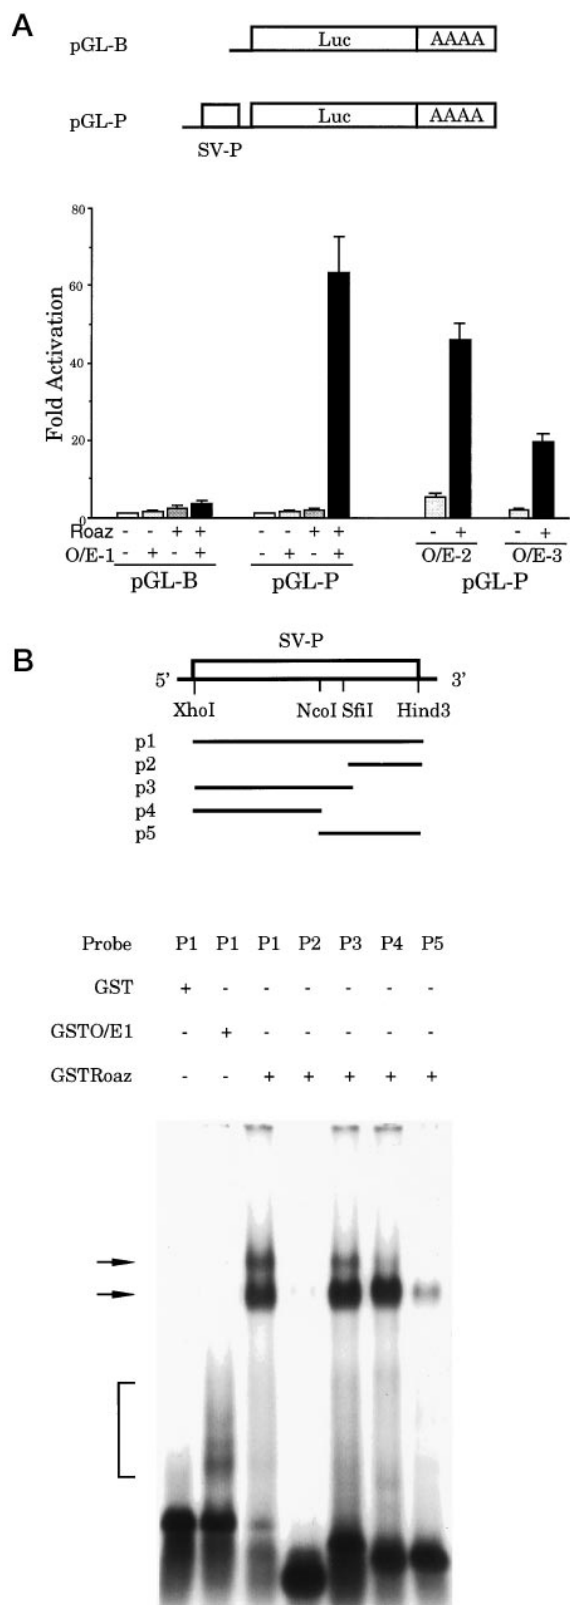 A
pGL-B Luc AAAA
pGL-P Luc AAAA
SV-P
Fold Activation
80
60
40
20
0
Roaz - - + + - - + + - + - +
O/E-1 - + - + - + - + O/E-2 O/E-3
pGL-B pGL-P pGL-P
B
SV-P
5' 3'
XhoI NcoI SfiI Hind3
p1
p2
p3
p4
p5
Probe P1 P1 P1 P2 P3 P4 P5
GST + - - - - - -
GSTO/E1 - + - - - - -
GSTRoaz - - + + + + +